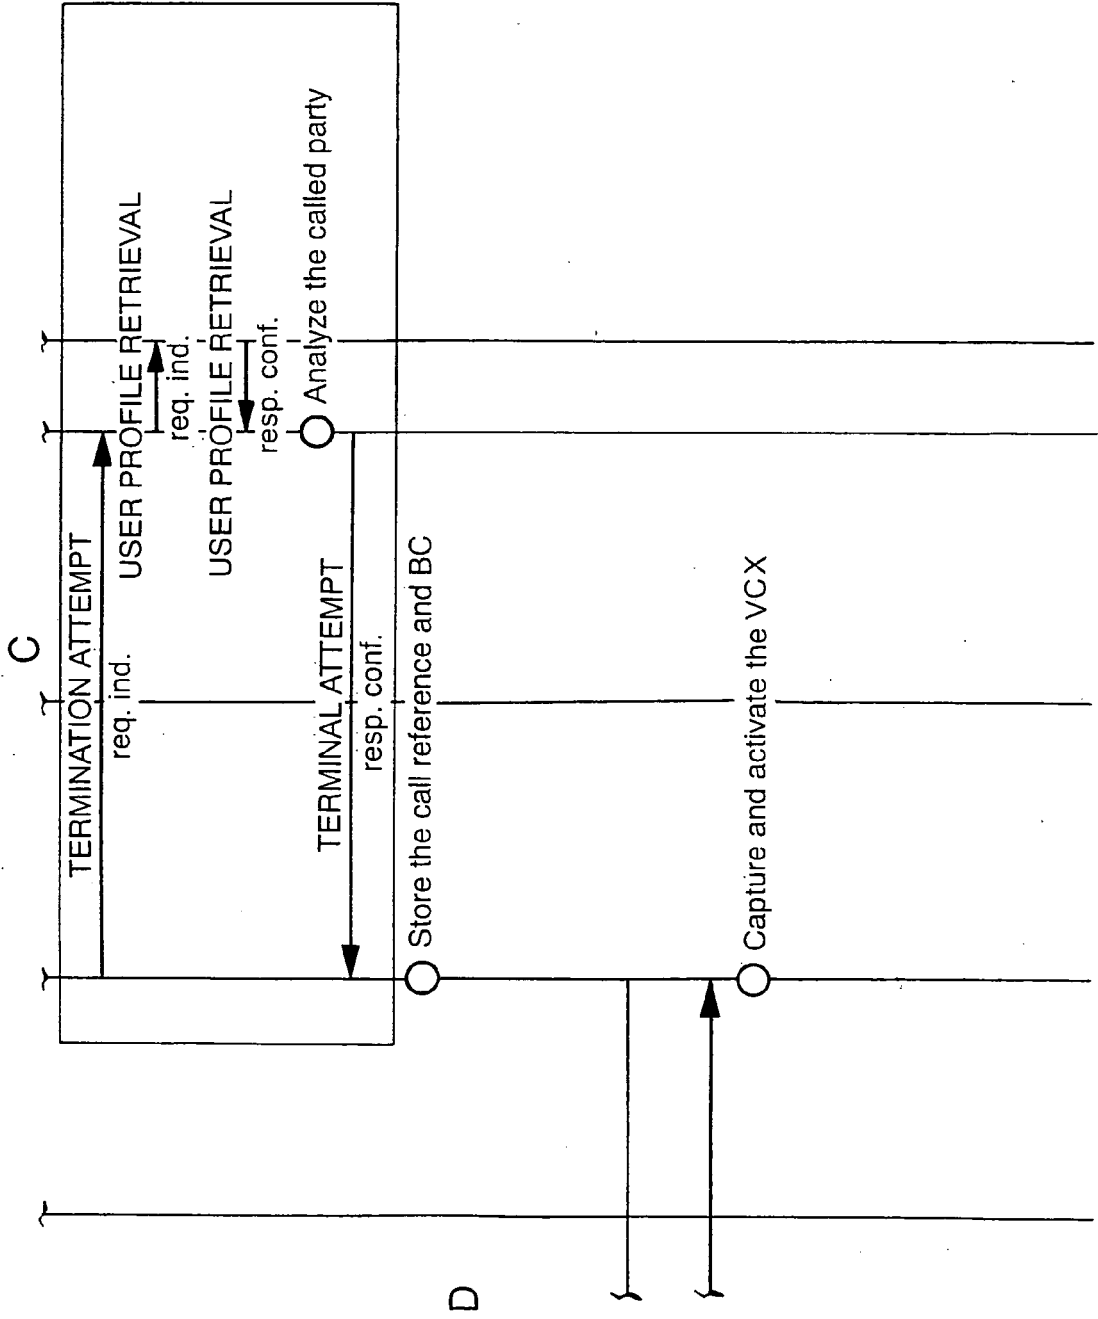 C
TERMINATION ATTEMPT
req. ind.
USER PROFILE RETRIEVAL
req. ind.
USER PROFILE RETRIEVAL
resp. conf.
Analyze the called party
TERMINAL ATTEMPT
resp. conf.
Store the call reference and BC
D
Capture and activate the VCX